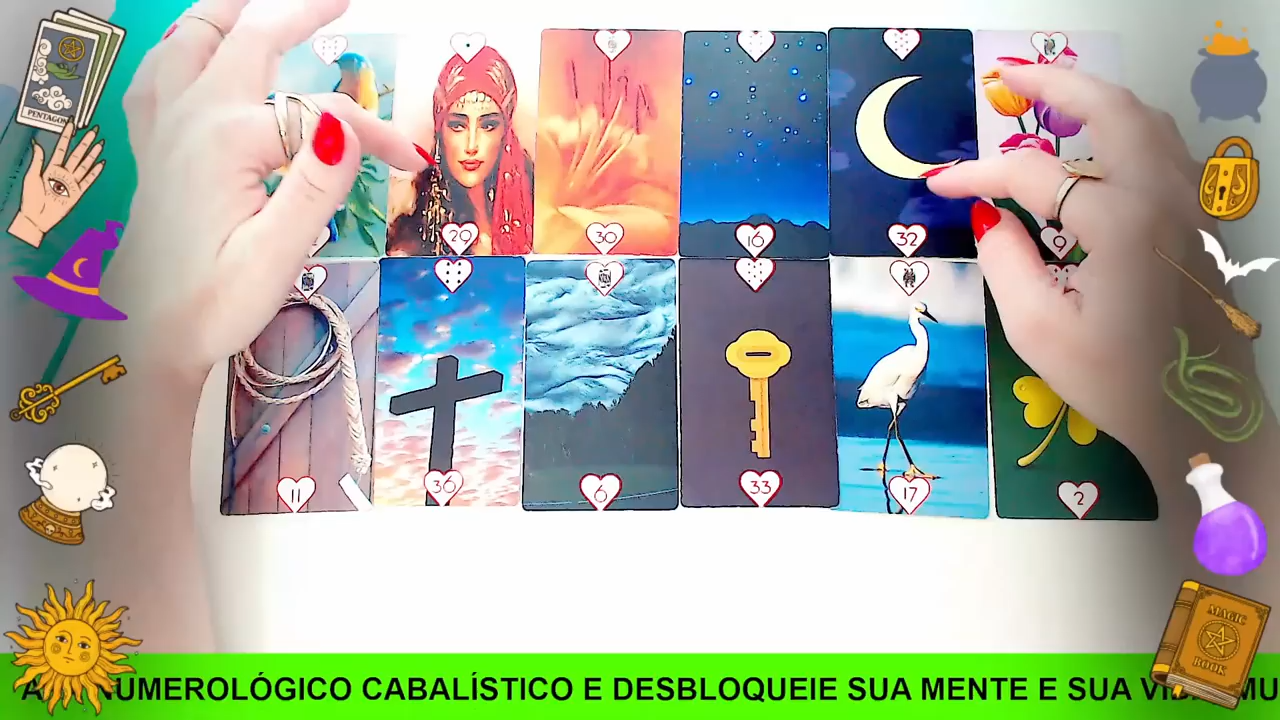 PENTAGON
29
30
16
32
9
11
36
6
33
17
2
MAGIC
BOOK
NUMEROLÓGICO CABALÍSTICO E DESBLOQUEIE SUA MENTE E SUA